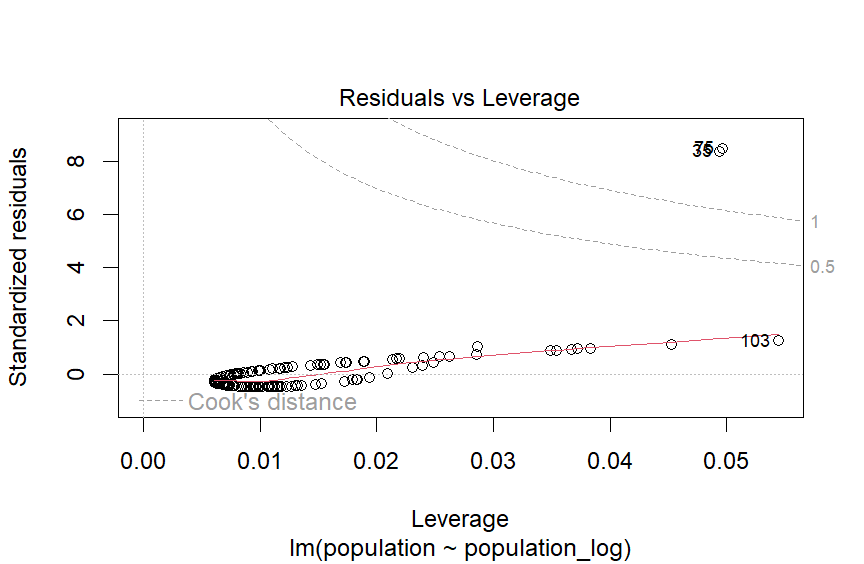 Residuals vs Leverage
Standardized residuals
8
6
4
2
0
75
35
103
1
0.5
Cook's distance
0.00 0.01 0.02 0.03 0.04 0.05
Leverage
lm(population ~ population_log)